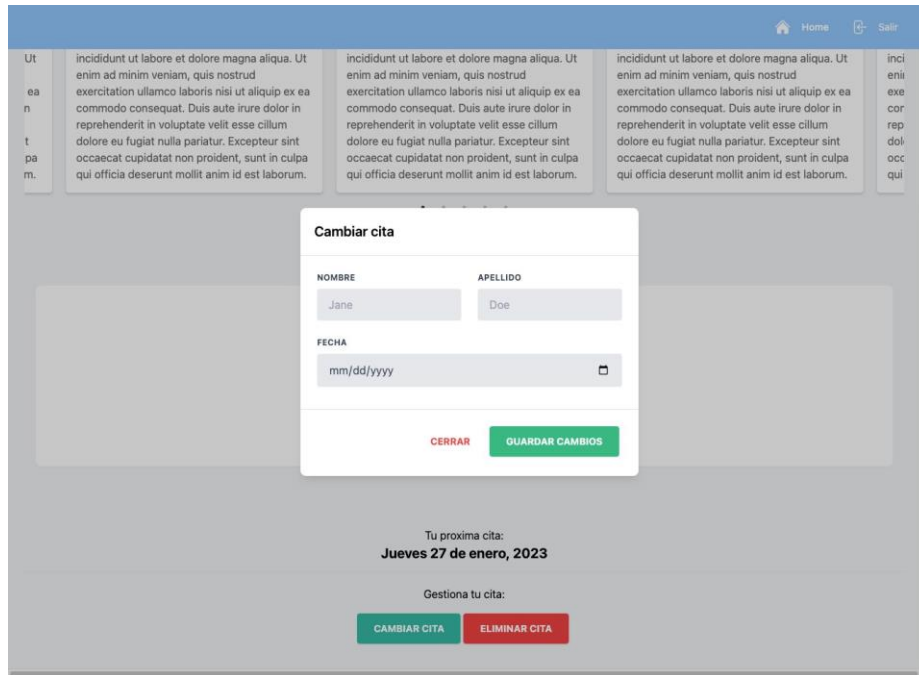 Home Salir
Ut
ea
n
t
pa
m.
incididunt ut labore et dolore magna aliqua. Ut
enim ad minim veniam, quis nostrud
exercitation ullamco laboris nisi ut aliquip ex ea
commodo consequat. Duis aute irure dolor in
reprehenderit in voluptate velit esse cillum
dolore eu fugiat nulla pariatur. Excepteur sint
occaecat cupidatat non proident, sunt in culpa
qui officia deserunt mollit anim id est laborum.
incididunt ut labore et dolore magna aliqua. Ut
enim ad minim veniam, quis nostrud
exercitation ullamco laboris nisi ut aliquip ex ea
commodo consequat. Duis aute irure dolor in
reprehenderit in voluptate velit esse cillum
dolore eu fugiat nulla pariatur. Excepteur sint
occaecat cupidatat non proident, sunt in culpa
qui officia deserunt mollit anim id est laborum.
incididunt ut labore et dolore magna aliqua. Ut
enim ad minim veniam, quis nostrud
exercitation ullamco laboris nisi ut aliquip ex ea
commodo consequat. Duis aute irure dolor in
reprehenderit in voluptate velit esse cillum
dolore eu fugiat nulla pariatur. Excepteur sint
occaecat cupidatat non proident, sunt in culpa
qui officia deserunt mollit anim id est laborum.
qui
Cambiar cita
NOMBRE APELLIDO
Jane Doe
FECHA
mm/dd/yyyy
CERRAR GUARDAR CAMBIOS
Tu proxima cita:
Jueves 27 de enero, 2023
Gestiona tu cita:
CAMBIAR CITA ELIMINAR CITA